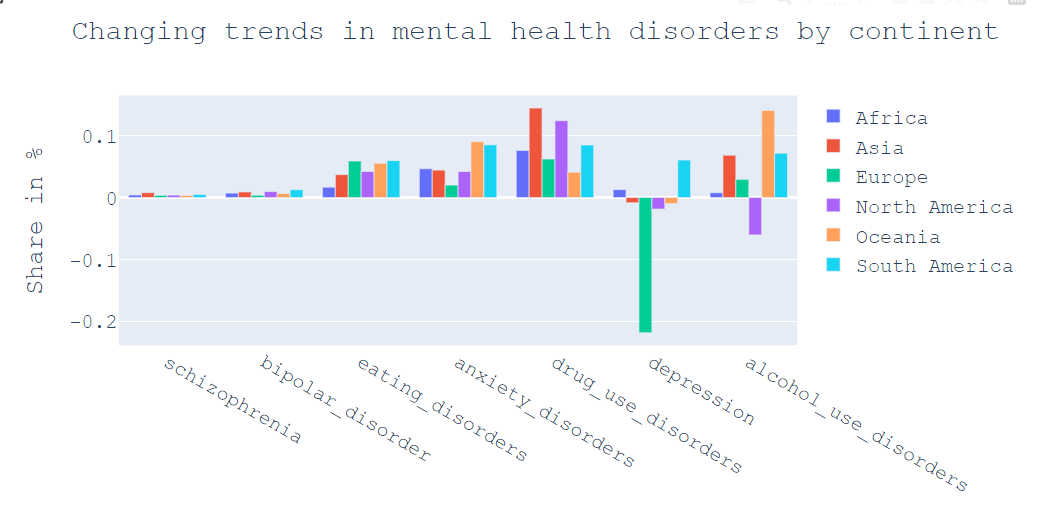 Changing trends in mental health disorders by continent
Share in %
0.1
0
−0.1
−0.2
schizophrenia
bipolar_disorder
eating_disorders
anxiety_disorders
drug_use_disorders
depression
alcohol_use_disorders
Africa
Asia
Europe
North America
Oceania
South America